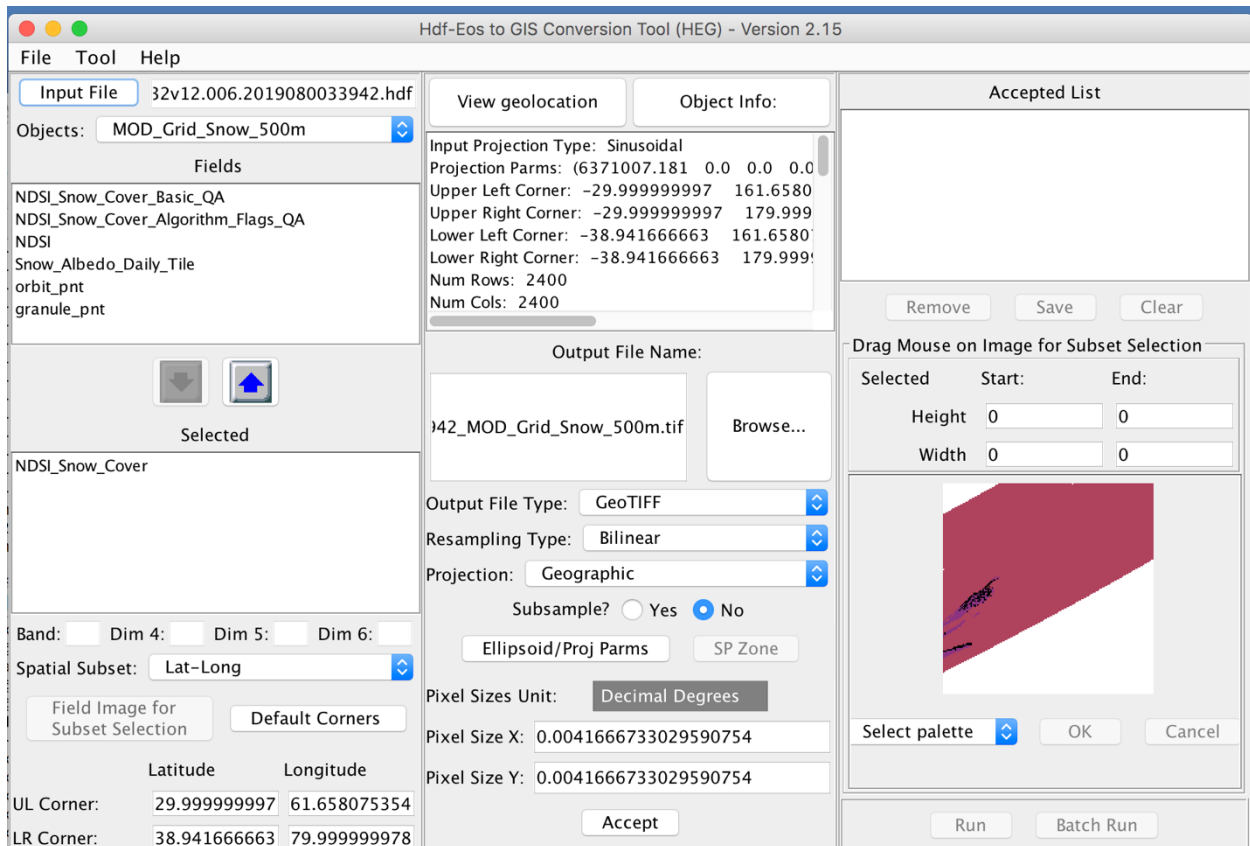 Hdf-Eos to GIS Conversion Tool (HEG) - Version 2.15
File Tool Help
Input File 32v12.006.2019080033942.hdf
Objects: MOD_Grid_Snow_500m
Fields
NDSI_Snow_Cover_Basic_QA
NDSI_Snow_Cover_Algorithm_Flags_QA
NDSI
Snow_Albedo_Daily_Tile
orbit_pnt
granule_pnt
Selected
NDSI_Snow_Cover
Band: Dim 4: Dim 5: Dim 6:
Spatial Subset: Lat-Long
Field Image for
Subset Selection
Default Corners
Latitude Longitude
UL Corner: 29.999999997 61.658075354
LR Corner: 38.941666663 79.999999978
View geolocation Object Info:
Input Projection Type: Sinusoidal
Projection Parms: (6371007.181 0.0 0.0 0.0
Upper Left Corner: -29.999999997 161.6580
Upper Right Corner: -29.999999997 179.999
Lower Left Corner: -38.941666663 161.6580
Lower Right Corner: -38.941666663 179.999
Num Rows: 2400
Num Cols: 2400
Output File Name:
942_MOD_Grid_Snow_500m.tif Browse...
Output File Type: GeoTIFF
Resampling Type: Bilinear
Projection: Geographic
Subsample? Yes No
Ellipsoid/Proj Parms SP Zone
Pixel Sizes Unit: Decimal Degrees
Pixel Size X: 0.0041666733029590754
Pixel Size Y: 0.0041666733029590754
Accept
Accepted List
Remove Save Clear
Drag Mouse on Image for Subset Selection
Selected Start: End:
Height 0 0
Width 0 0
Select palette OK Cancel
Run Batch Run